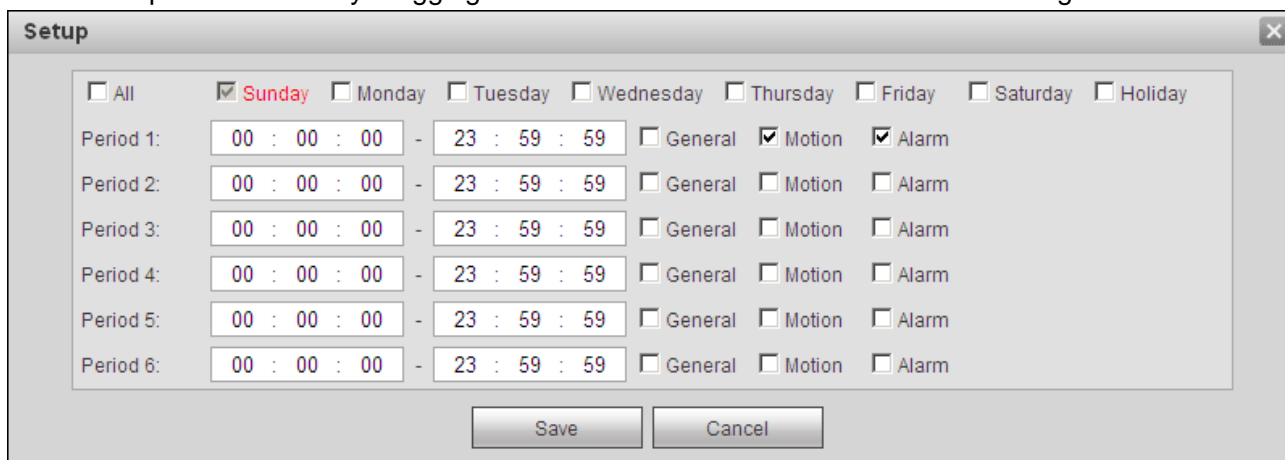 Setup
All Sunday Monday Tuesday Wednesday Thursday Friday Saturday Holiday
Period 1: 00 : 00 : 00 - 23 : 59 : 59 General Motion Alarm
Period 2: 00 : 00 : 00 - 23 : 59 : 59 General Motion Alarm
Period 3: 00 : 00 : 00 - 23 : 59 : 59 General Motion Alarm
Period 4: 00 : 00 : 00 - 23 : 59 : 59 General Motion Alarm
Period 5: 00 : 00 : 00 - 23 : 59 : 59 General Motion Alarm
Period 6: 00 : 00 : 00 - 23 : 59 : 59 General Motion Alarm
Save Cancel